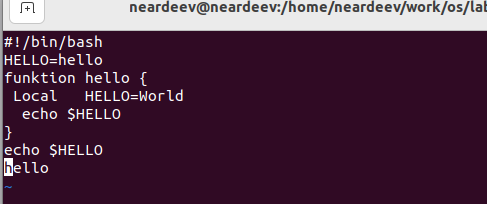 neardeev@neardeev:/home/neardeev/work/os/lab
#!/bin/bash
HELLO=hello
funktion hello {
 Local   HELLO=World
  echo $HELLO
}
echo $HELLO
hello
~